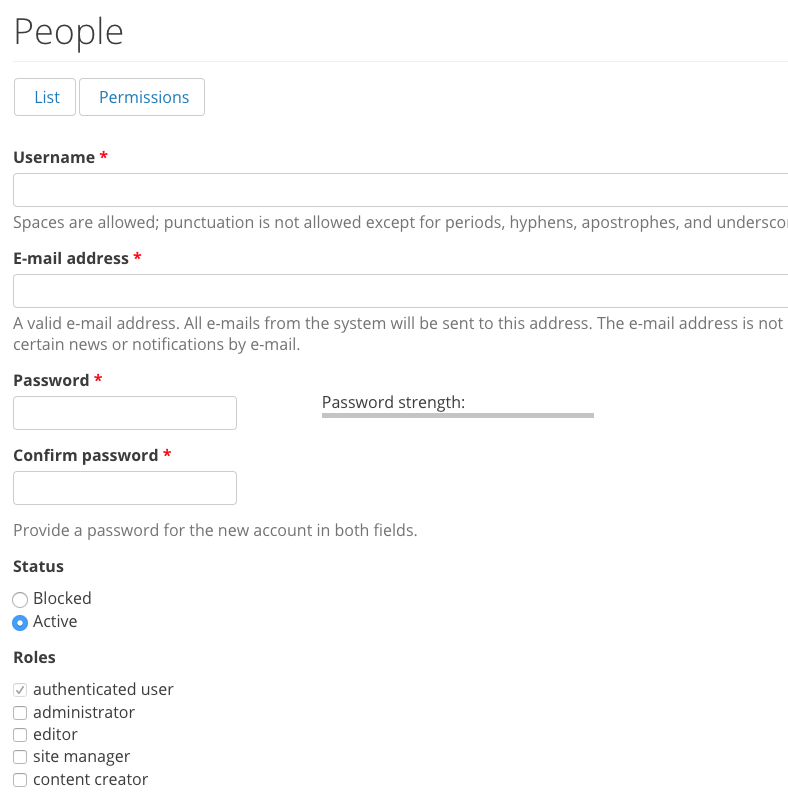 People
List Permissions
Username *
Spaces are allowed; punctuation is not allowed except for periods, hyphens, apostrophes, and
E-mail address *
A valid e-mail address. All e-mails from the system will be sent to this address. The e-mail address is not
certain news or notifications by e-mail.
Password *
Password strength:
Confirm password *
Provide a password for the new account in both fields.
Status
Blocked
Active
Roles
authenticated user
administrator
editor
site manager
content creator